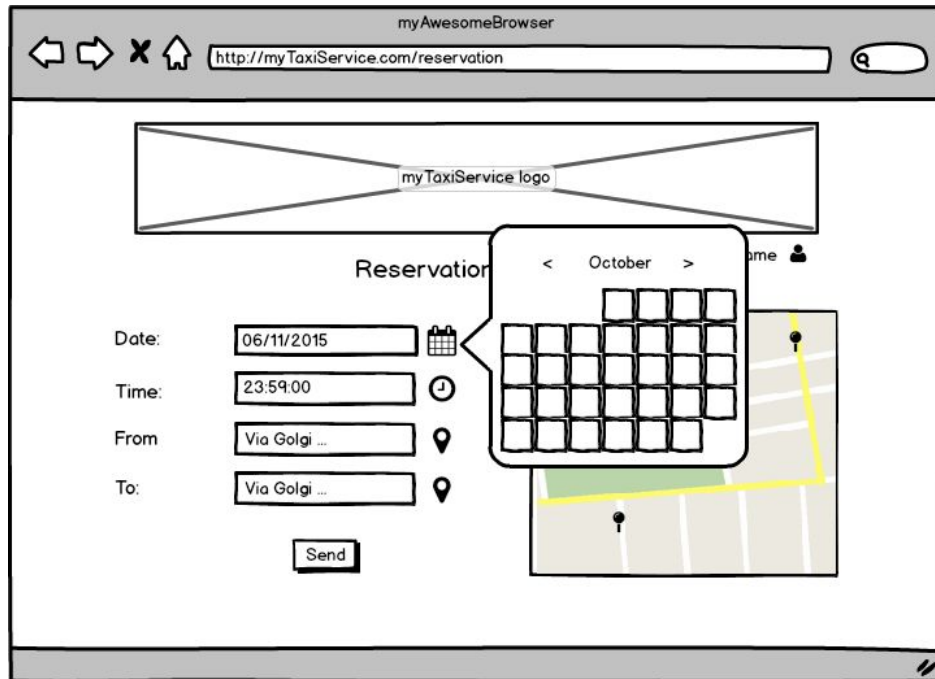 myAwesomeBrowser
http://myTaxiService.com/reservation
myTaxiService logo
ame
Reservation
< October >
Date: 06/11/2015
Time: 23:59:00
From Via Golgi ...
To: Via Golgi ...
Send